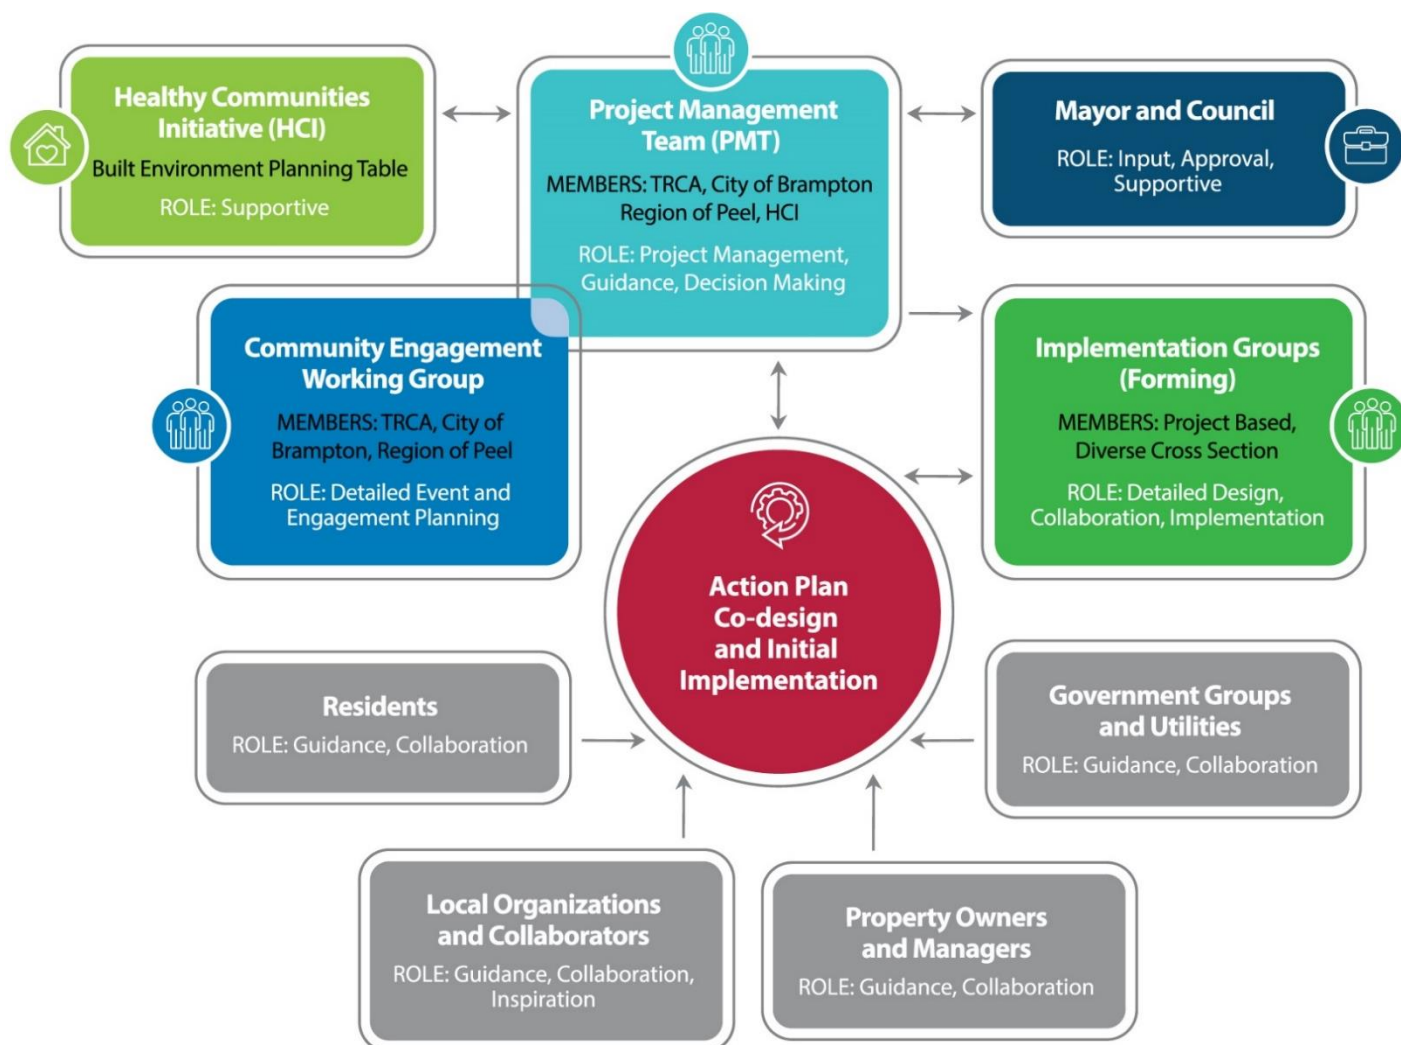 Healthy Communities
Initiative (HCI)
Built Environment Planning Table
ROLE: Supportive
Project Management
Team (PMT)
MEMBERS: TRCA, City of Brampton
Region of Peel, HCI
ROLE: Project Management,
Guidance, Decision Making
Mayor and Council
ROLE: Input, Approval,
Supportive
Community Engagement
Working Group
MEMBERS: TRCA, City of
Brampton, Region of Peel
ROLE: Detailed Event and
Engagement Planning
Implementation Groups
(Forming)
MEMBERS: Project Based,
Diverse Cross Section
ROLE: Detailed Design,
Collaboration, Implementation
Action Plan
Co-design
and Initial
Implementation
Residents
ROLE: Guidance, Collaboration
Government Groups
and Utilities
ROLE: Guidance, Collaboration
Local Organizations
and Collaborators
ROLE: Guidance, Collaboration,
Inspiration
Property Owners
and Managers
ROLE: Guidance, Collaboration